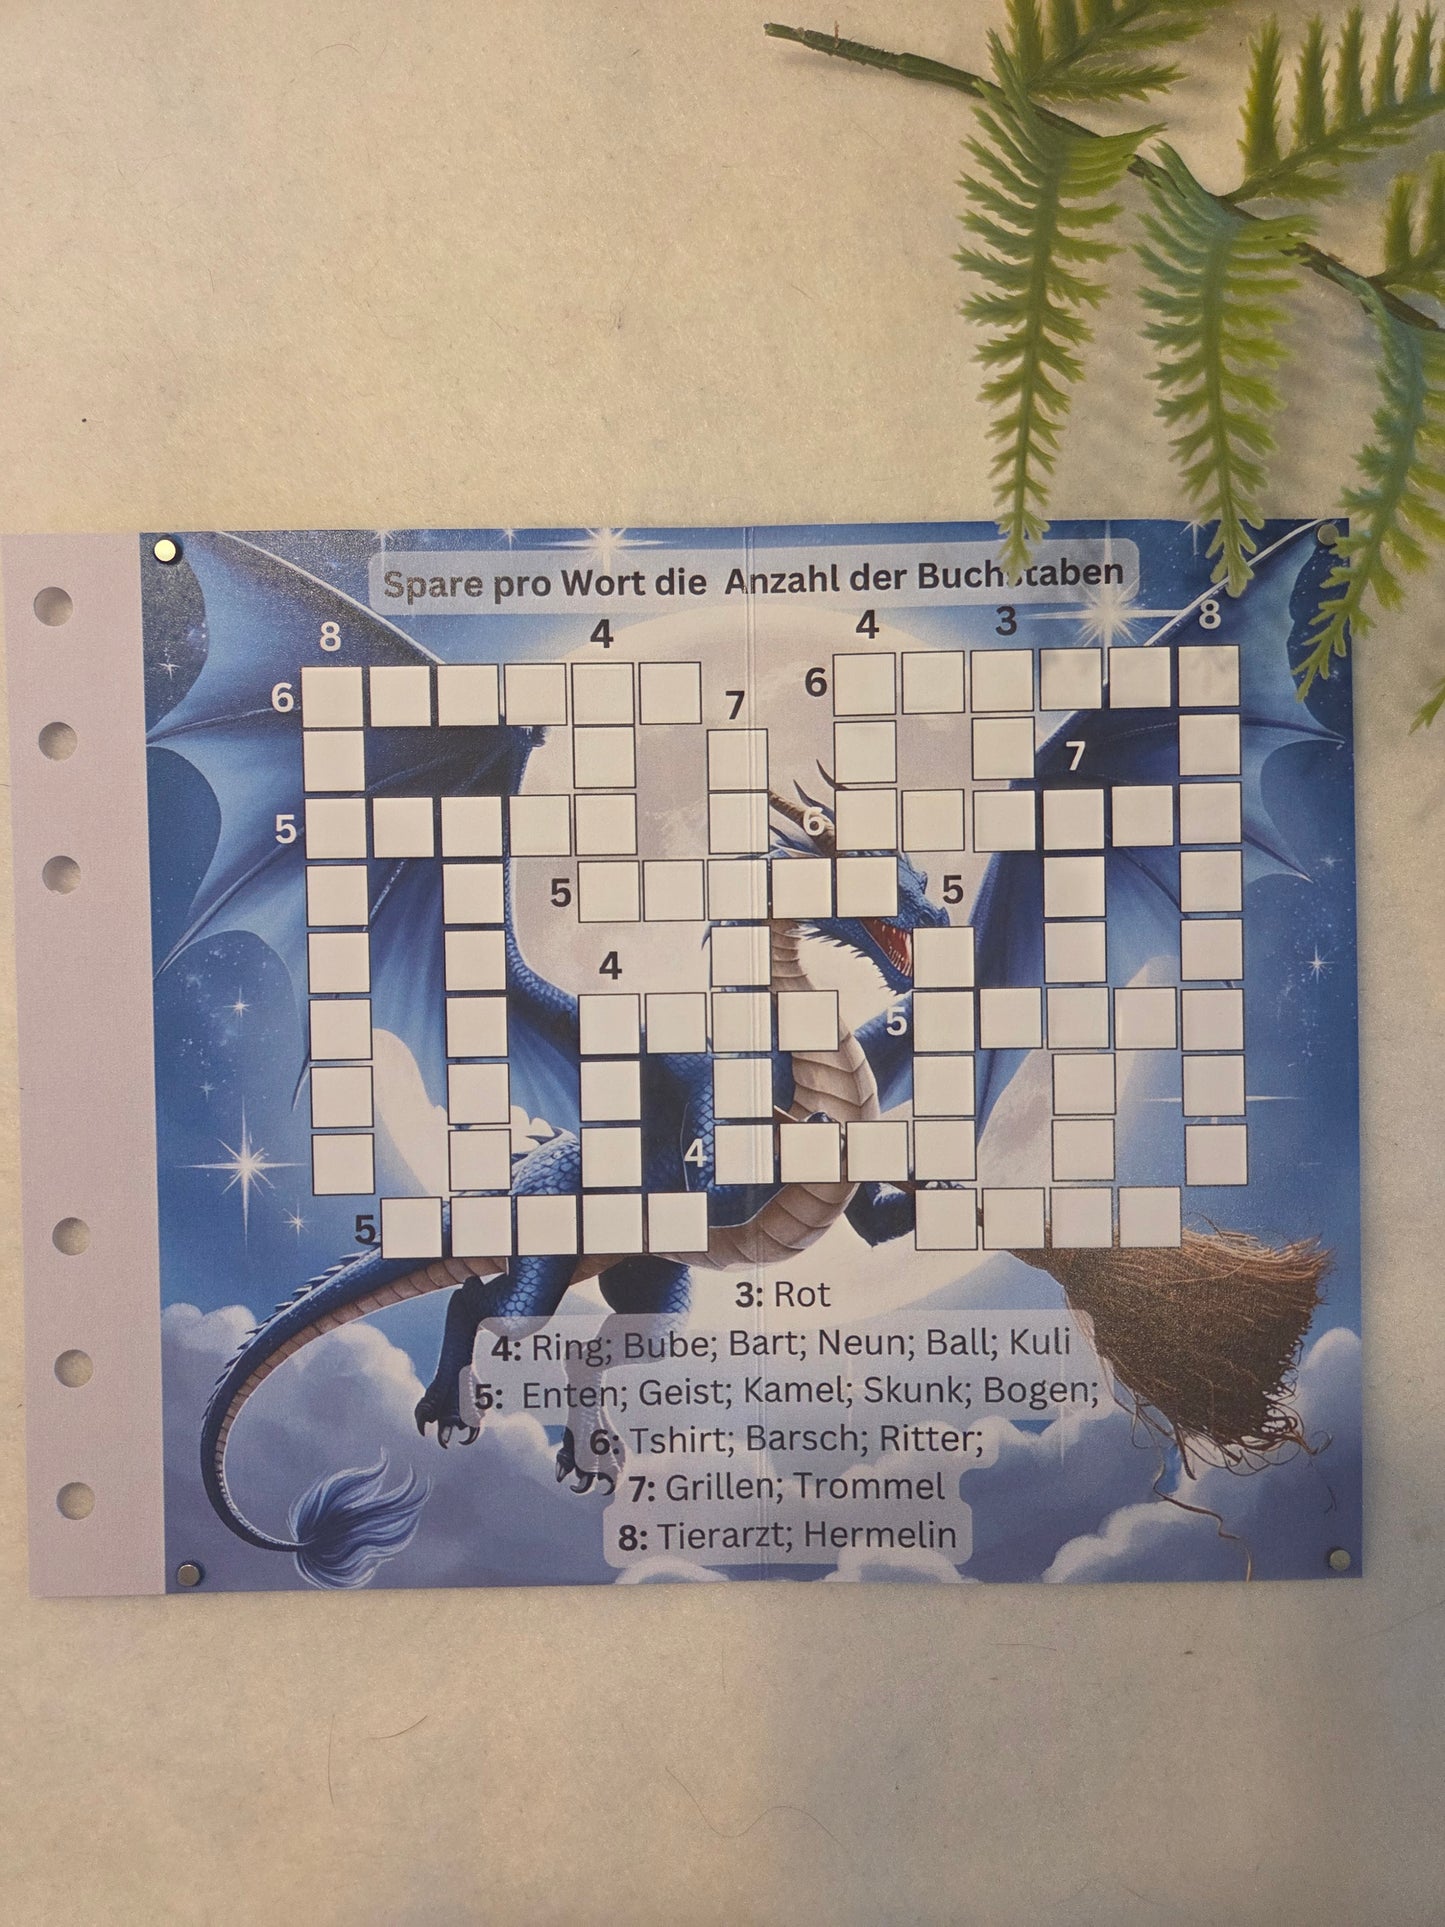 Spare pro Wort die Anzahl der Buchstaben
8 4 4 3 8
6 7 6
7
5 6
5 5
4
5
4
5
3: Rot
4: Ring; Bube; Bart; Neun; Ball; Kuli
5: Enten; Geist; Kamel; Skunk; Bogen;
6: Tshirt; Barsch; Ritter;
7: Grillen; Trommel
8: Tierarzt; Hermelin